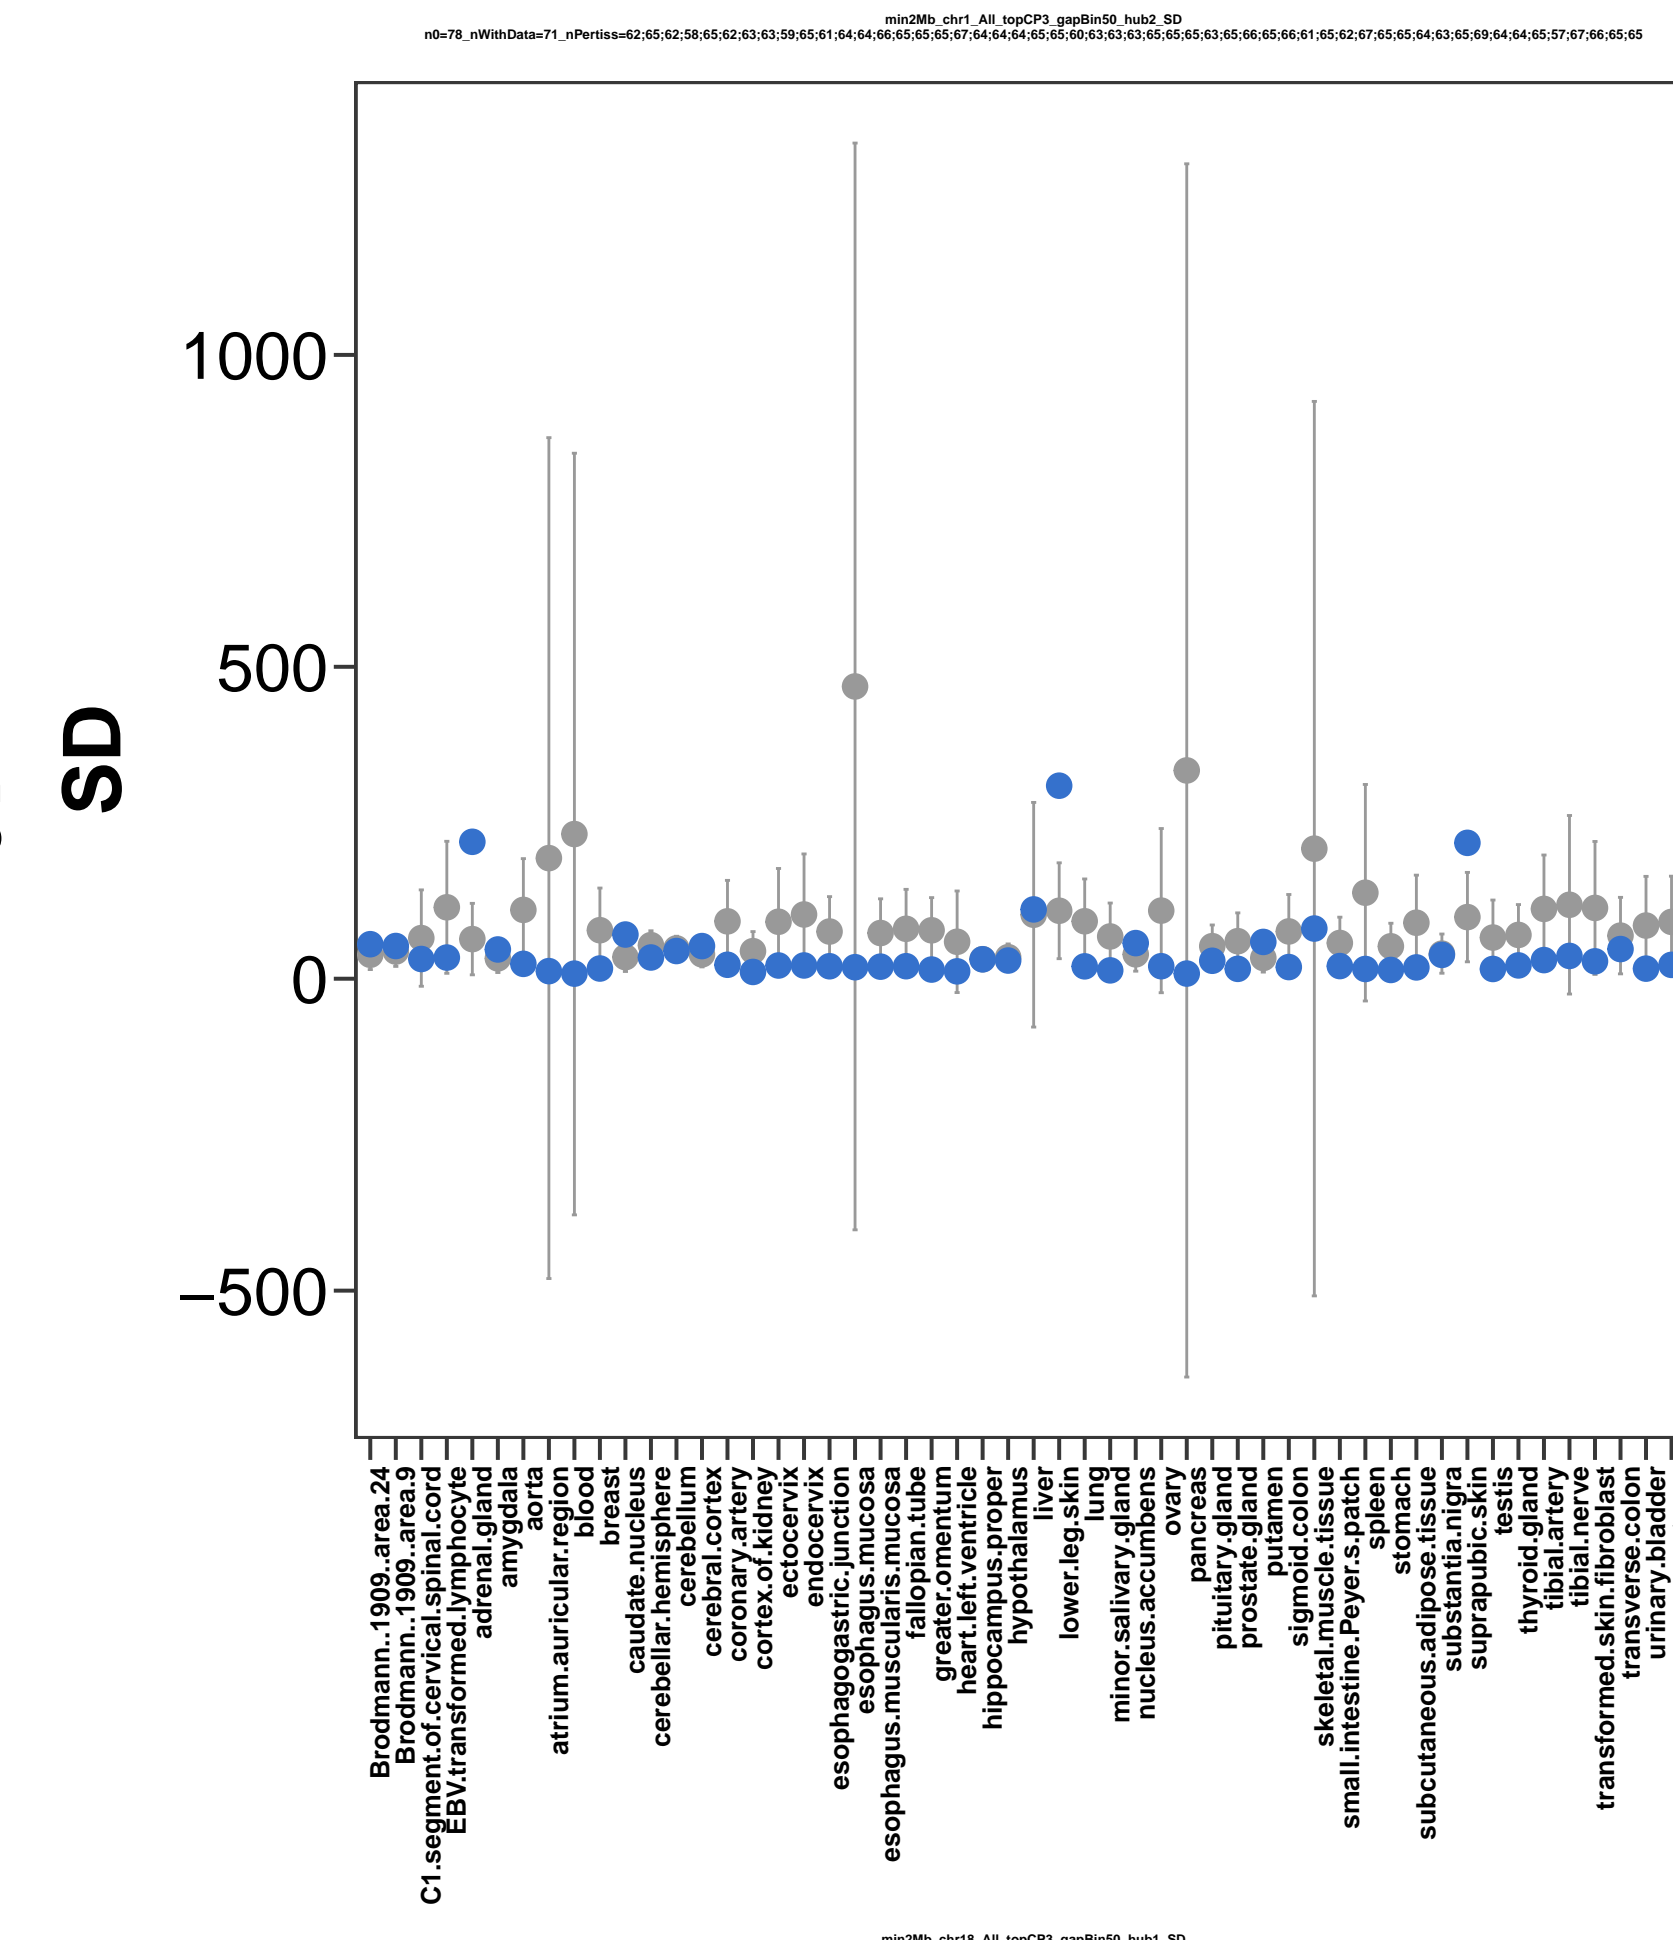 min2Mb_chr1_All_topCP3_gapBin50_hub2_SD
n0=78_nWithData=71_nPertiss=62;65;62;58;65;62;63;63;59;65;61;64;64;66;65;65;65;67;64;64;64;65;65;60;63;63;63;65;65;65;63;65;66;65;66;61;65;62;67;65;65;64;63;65;69;64;64;65;57;67;66;65;65
SD
1000
500
0
−500
Brodmann..1909..area.24
Brodmann..1909..area.9
C1.segment.of.cervical.spinal.cord
EBV.transformed.lymphocyte
adrenal.gland
amygdala
aorta
atrium.auricular.region
blood
breast
caudate.nucleus
cerebellar.hemisphere
cerebellum
cerebral.cortex
coronary.artery
cortex.of.kidney
ectocervix
endocervix
esophagogastric.junction
esophagus.mucosa
esophagus.muscularis.mucosa
fallopian.tube
greater.omentum
heart.left.ventricle
hippocampus.proper
hypothalamus
liver
lower.leg.skin
lung
minor.salivary.gland
nucleus.accumbens
ovary
pancreas
pituitary.gland
prostate.gland
putamen
sigmoid.colon
skeletal.muscle.tissue
small.intestine.Peyer.s.patch
spleen
stomach
subcutaneous.adipose.tissue
substantia.nigra
suprapubic.skin
testis
thyroid.gland
tibial.artery
tibial.nerve
transformed.skin.fibroblast
transverse.colon
urinary.bladder
min2Mb_chr18_All_topCP3_gapBin50_hub1_SD